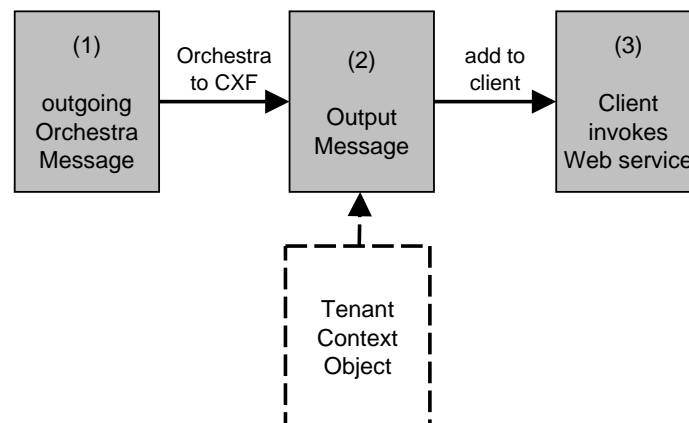 (1)
outgoing
Orchestra
Message
Orchestra
to CXF
(2)
Output
Message
add to
client
(3)
Client
invokes
Web service
Tenant
Context
Object